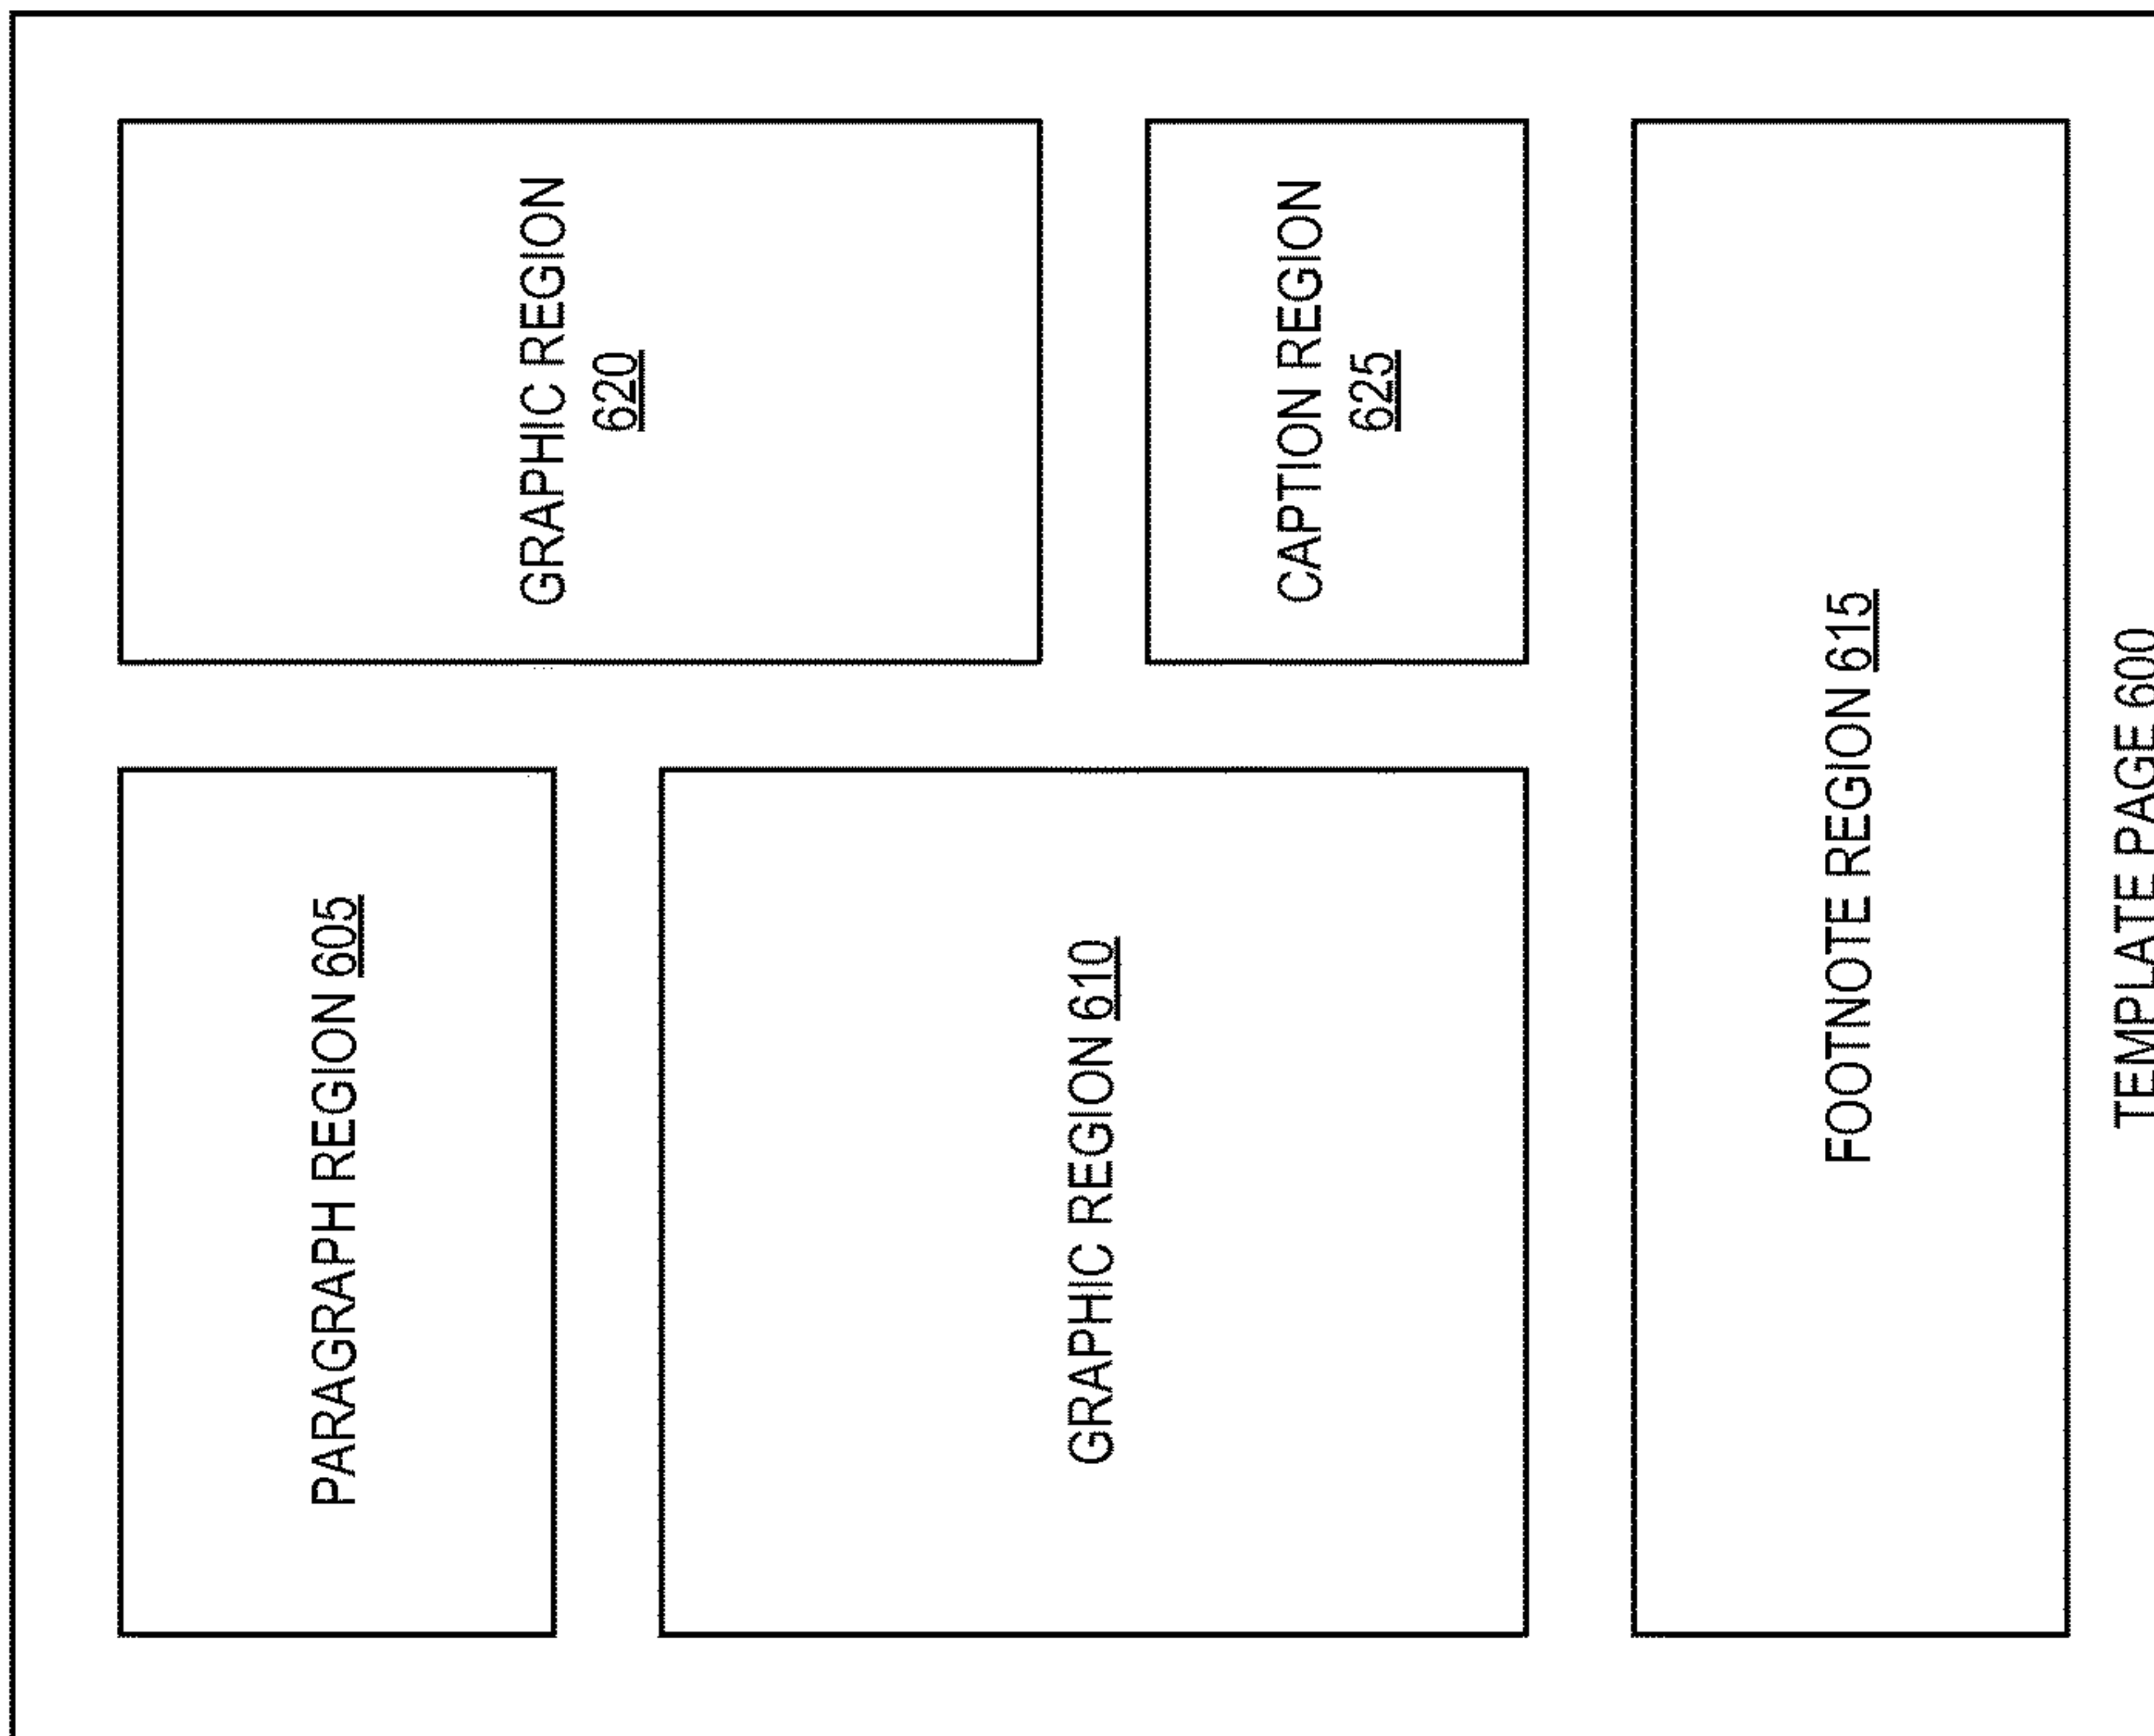 PARAGRAPH REGION 605
GRAPHIC REGION 610
GRAPHIC REGION
620
CAPTION REGION
625
FOOTNOTE REGION 615
TEMPLATE PAGE 600